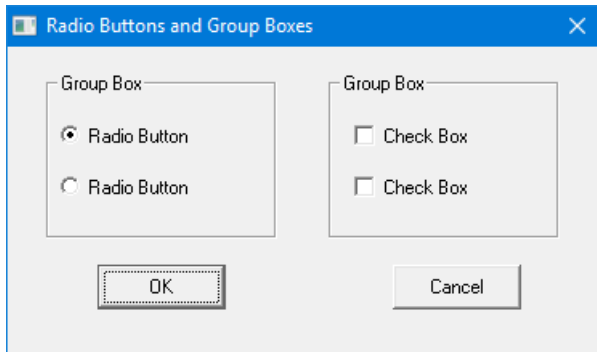 Radio Buttons and Group Boxes
Group Box
Radio Button
Radio Button
Group Box
Check Box
Check Box
OK
Cancel